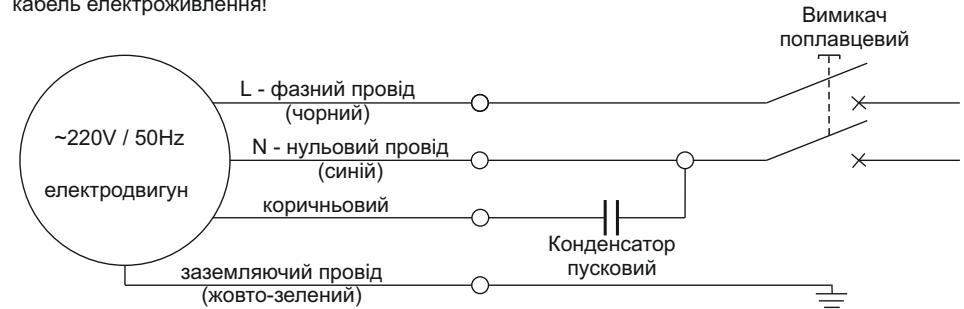 кабель електроживлення!
Вимикач
поплавцевий
L - фазний провід
(чорний)
~220V / 50Hz
N - нульовий провід
(синій)
електродвигун
коричньовий
Конденсатор
пусковий
заземляючий провід
(жовто-зелений)